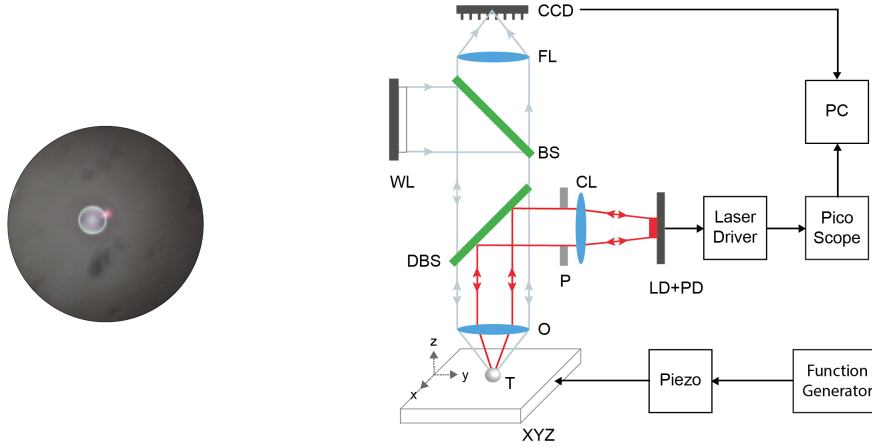 CCD
FL
PC
BS
WL
CL
DBS
P
LD+PD
Laser
Driver
Pico
Scope
O
z
y
x
T
XYZ
Piezo
Function
Generator